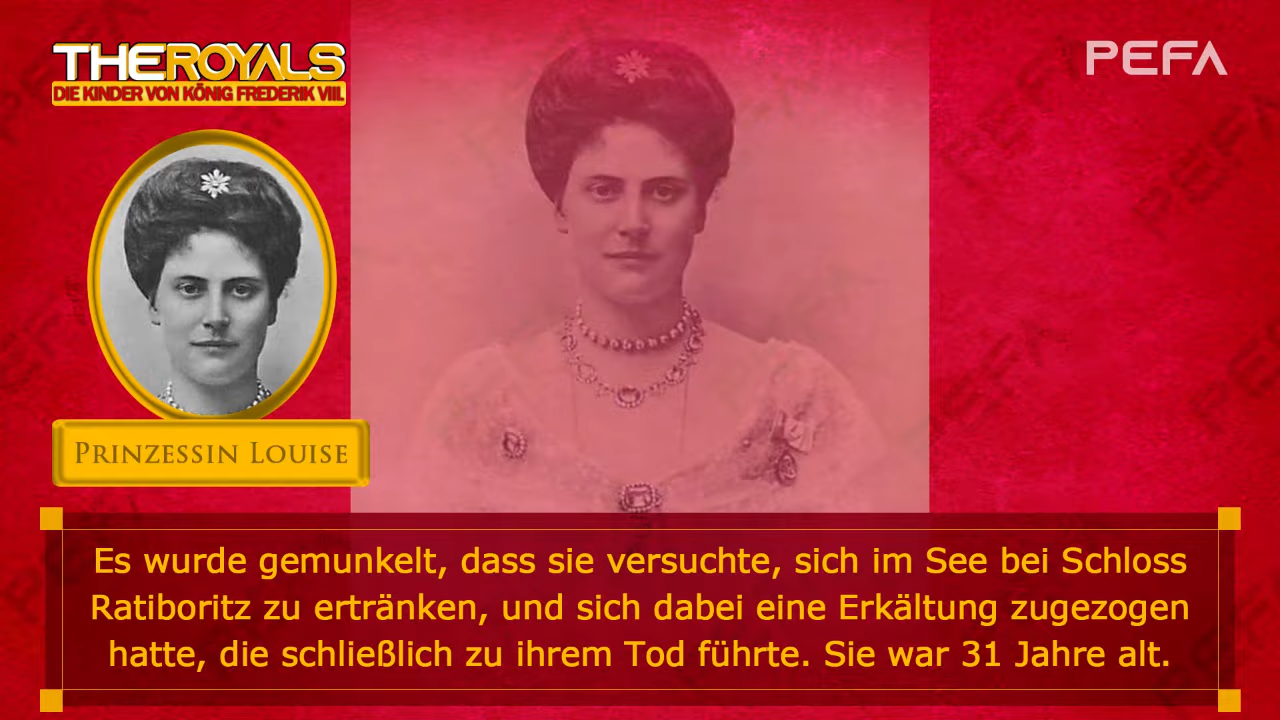 THEROYALS
DIE KINDER VON KÖNIG FREDERIK VIII.
PEFA
PRINZESSIN LOUISE
Es wurde gemunkelt, dass sie versuchte, sich im See bei Schloss
Ratiboritz zu ertränken, und sich dabei eine Erkältung zugezogen
hatte, die schließlich zu ihrem Tod führte. Sie war 31 Jahre alt.